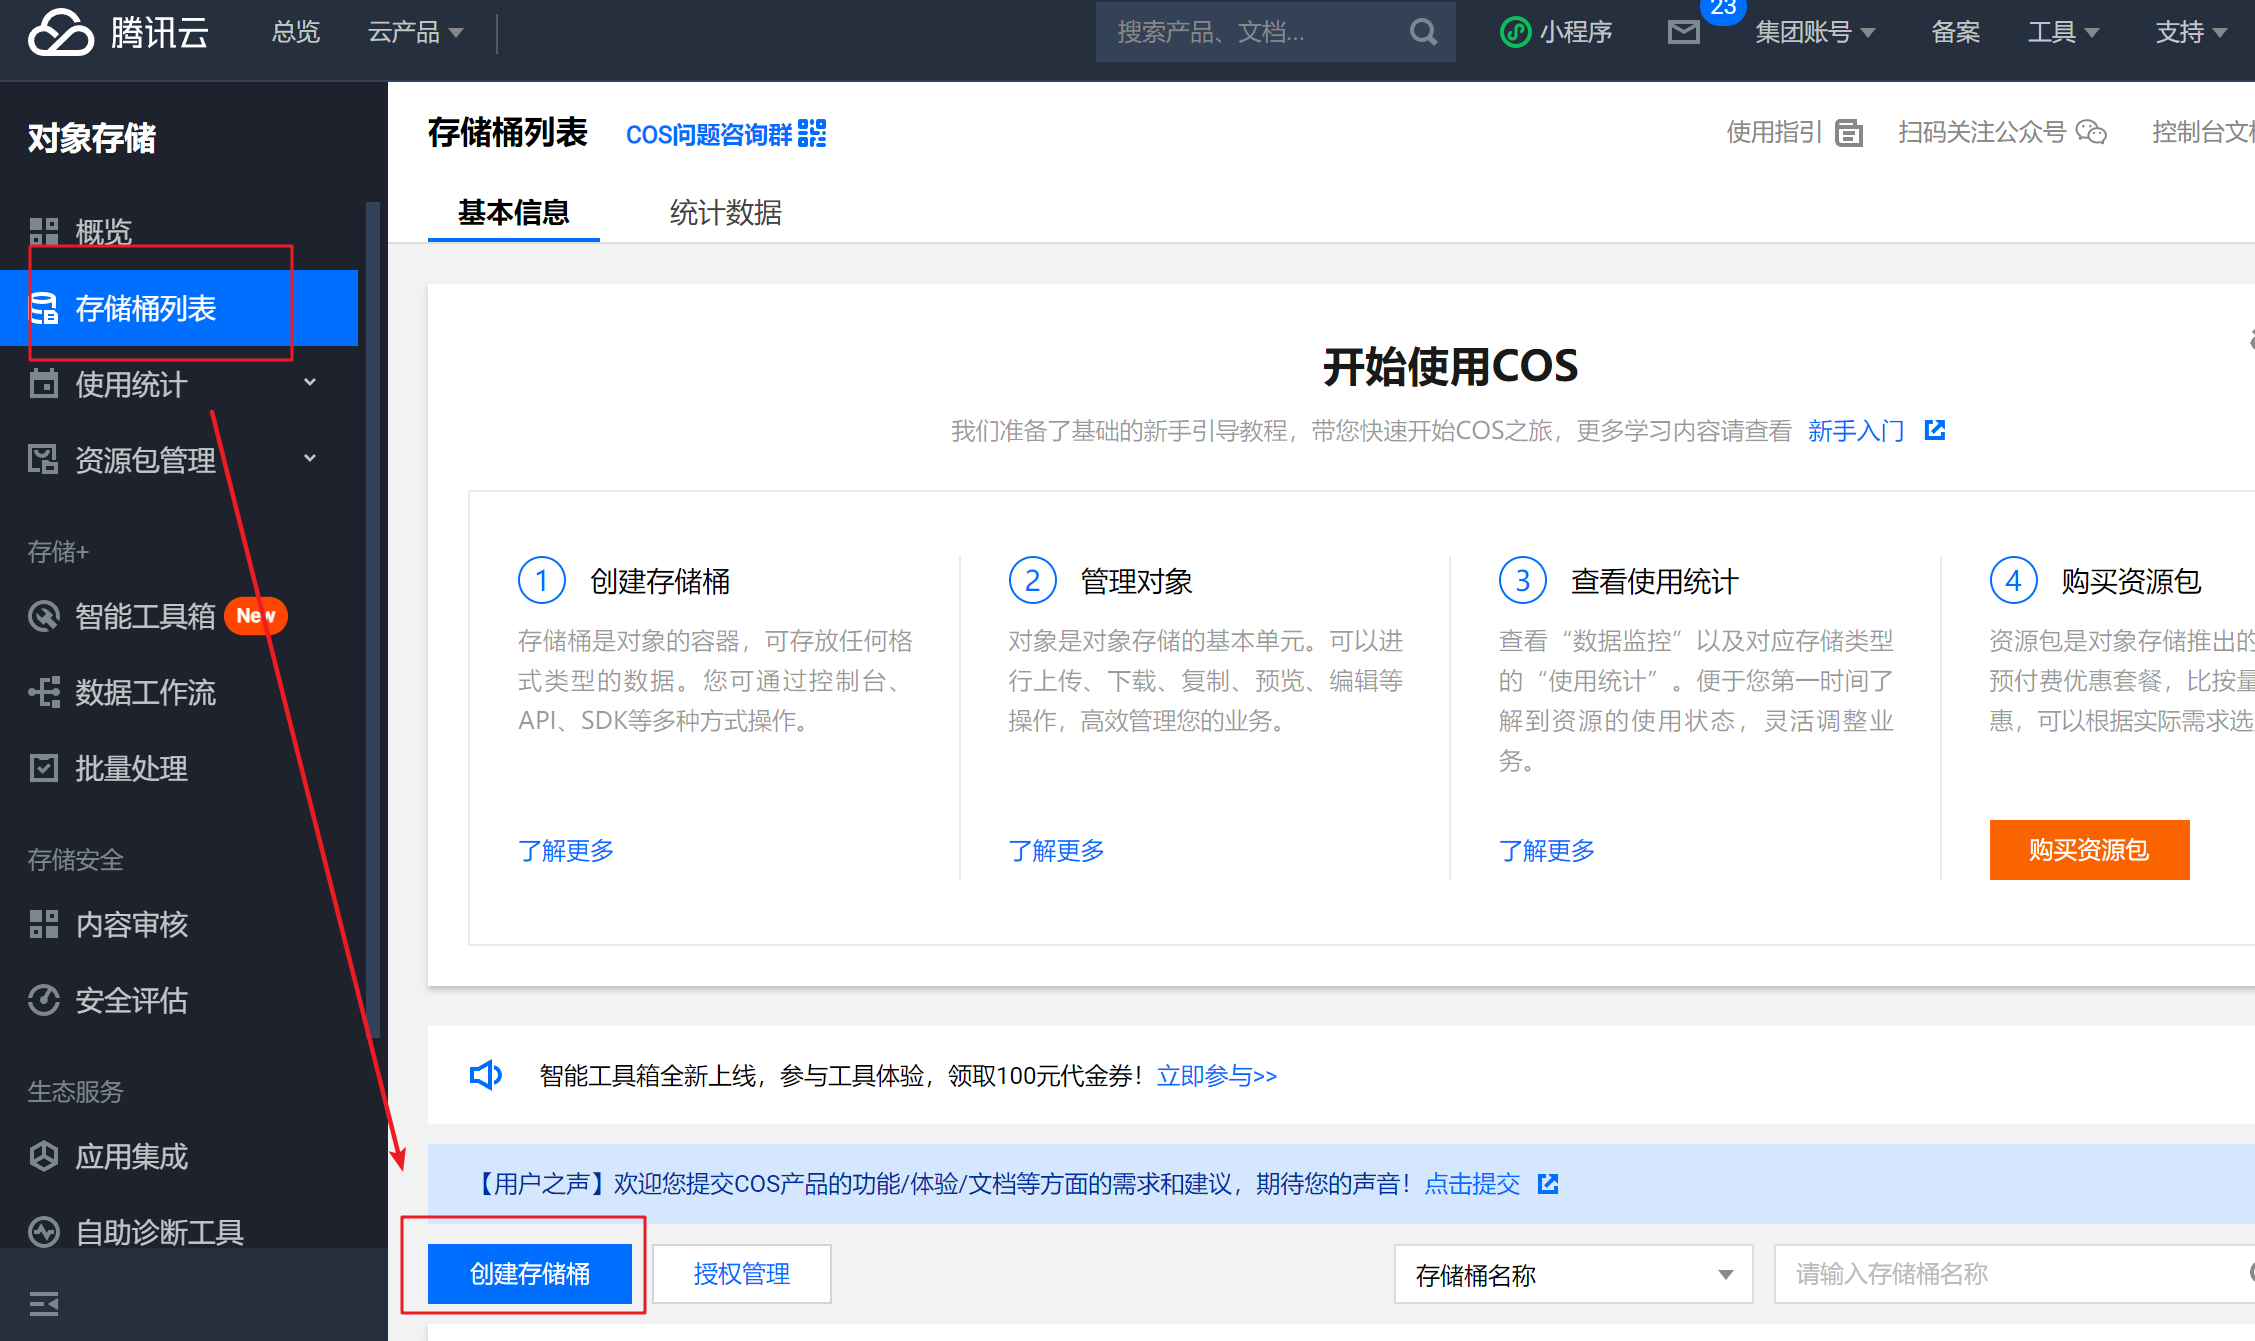 腾讯云
总览
云产品
搜索产品、文档...
小程序
23
集团账号
备案
工具
支持
对象存储
概览
存储桶列表
使用统计
资源包管理
存储+
智能工具箱 New
数据工作流
批量处理
存储安全
内容审核
安全评估
生态服务
应用集成
自助诊断工具
存储桶列表
COS问题咨询群
使用指引
扫码关注公众号
控制台文
基本信息
统计数据
开始使用COS
我们准备了基础的新手引导教程，带您快速开始COS之旅，更多学习内容请查看 新手入门
1 创建存储桶
存储桶是对象的容器，可存放任何格
式类型的数据。您可通过控制台、
API、SDK等多种方式操作。
了解更多
2 管理对象
对象是对象存储的基本单元。可以进
行上传、下载、复制、预览、编辑等
操作，高效管理您的业务。
了解更多
3 查看使用统计
查看“数据监控”以及对应存储类型
的“使用统计”。便于您第一时间了
解到资源的使用状态，灵活调整业
务。
了解更多
4 购买资源包
资源包是对象存储推出的
预付费优惠套餐，比按量
惠，可以根据实际需求选
购买资源包
智能工具箱全新上线，参与工具体验，领取100元代金券！立即参与>>
【用户之声】欢迎您提交COS产品的功能/体验/文档等方面的需求和建议，期待您的声音！点击提交
创建存储桶
授权管理
存储桶名称
请输入存储桶名称